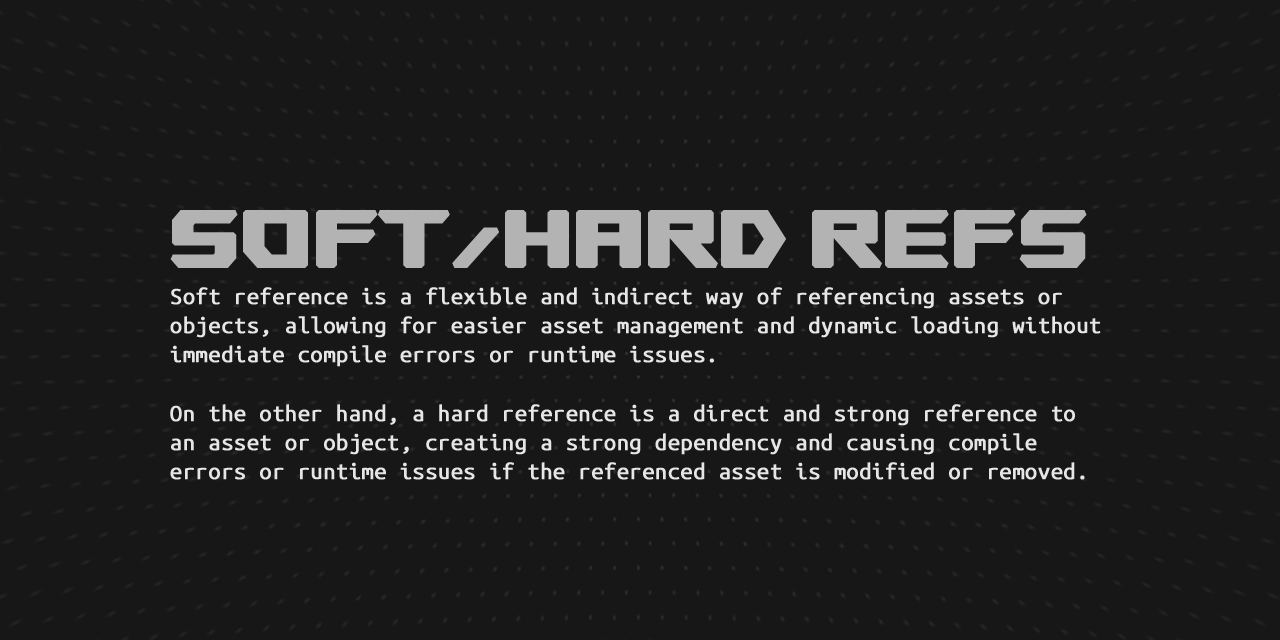 SOFT/HARD REFS
Soft reference is a flexible and indirect way of referencing assets or
objects, allowing for easier asset management and dynamic loading without
immediate compile errors or runtime issues.
On the other hand, a hard reference is a direct and strong reference to
an asset or object, creating a strong dependency and causing compile
errors or runtime issues if the referenced asset is modified or removed.